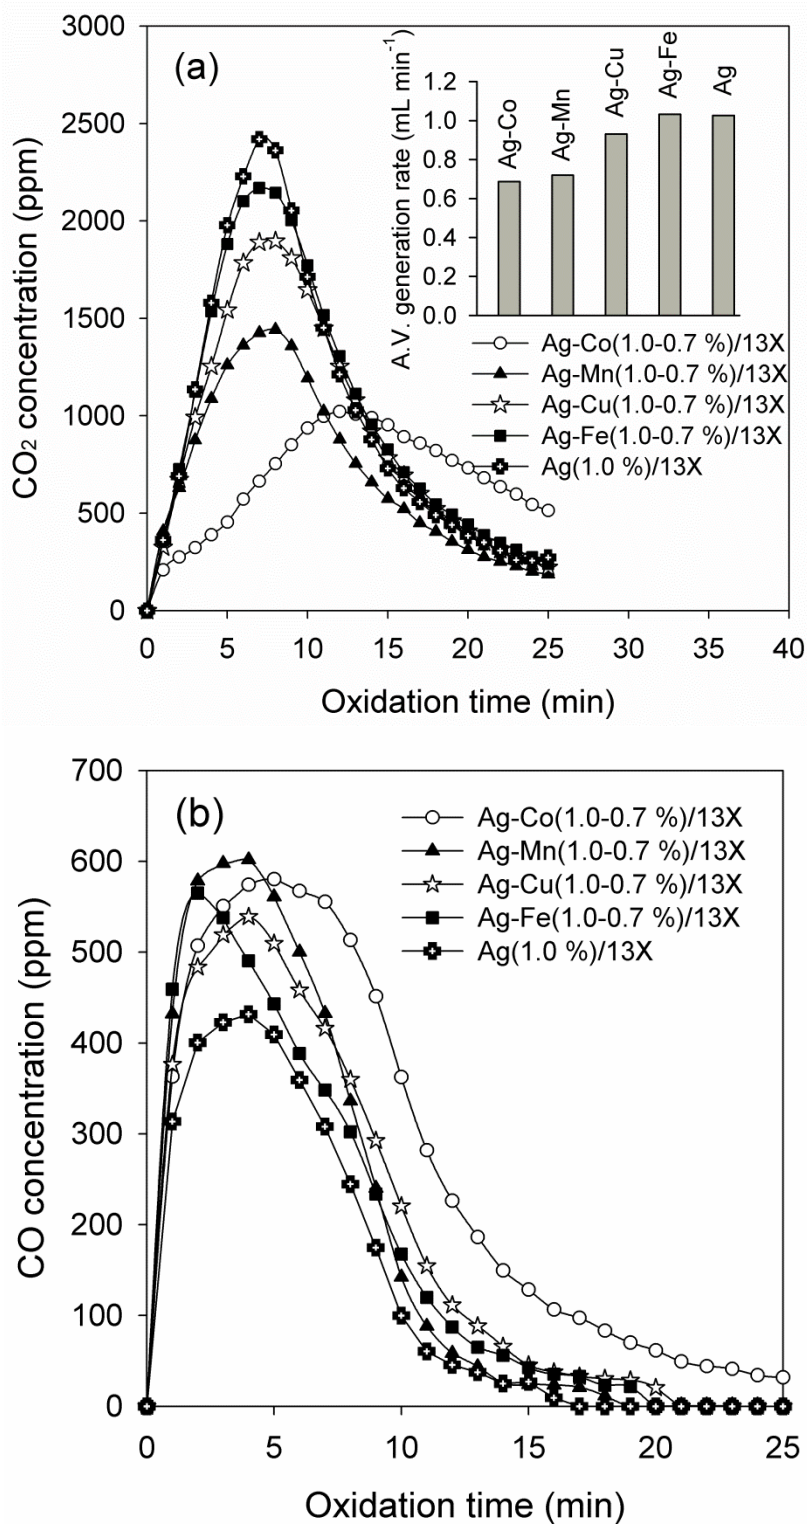 (a)
CO₂ concentration (ppm)
3000
2500
2000
1500
1000
500
0
0 5 10 15 20 25 30 35 40
Oxidation time (min)
A.V. generation rate (mL min⁻¹)
1.2
1.0
0.8
0.6
0.4
0.2
0.0
Ag-Co
Ag-Mn
Ag-Cu
Ag-Fe
Ag
Ag-Co(1.0-0.7 %)/13X
Ag-Mn(1.0-0.7 %)/13X
Ag-Cu(1.0-0.7 %)/13X
Ag-Fe(1.0-0.7 %)/13X
Ag(1.0 %)/13X
(b)
CO concentration (ppm)
700
600
500
400
300
200
100
0
0 5 10 15 20 25
Oxidation time (min)
Ag-Co(1.0-0.7 %)/13X
Ag-Mn(1.0-0.7 %)/13X
Ag-Cu(1.0-0.7 %)/13X
Ag-Fe(1.0-0.7 %)/13X
Ag(1.0 %)/13X